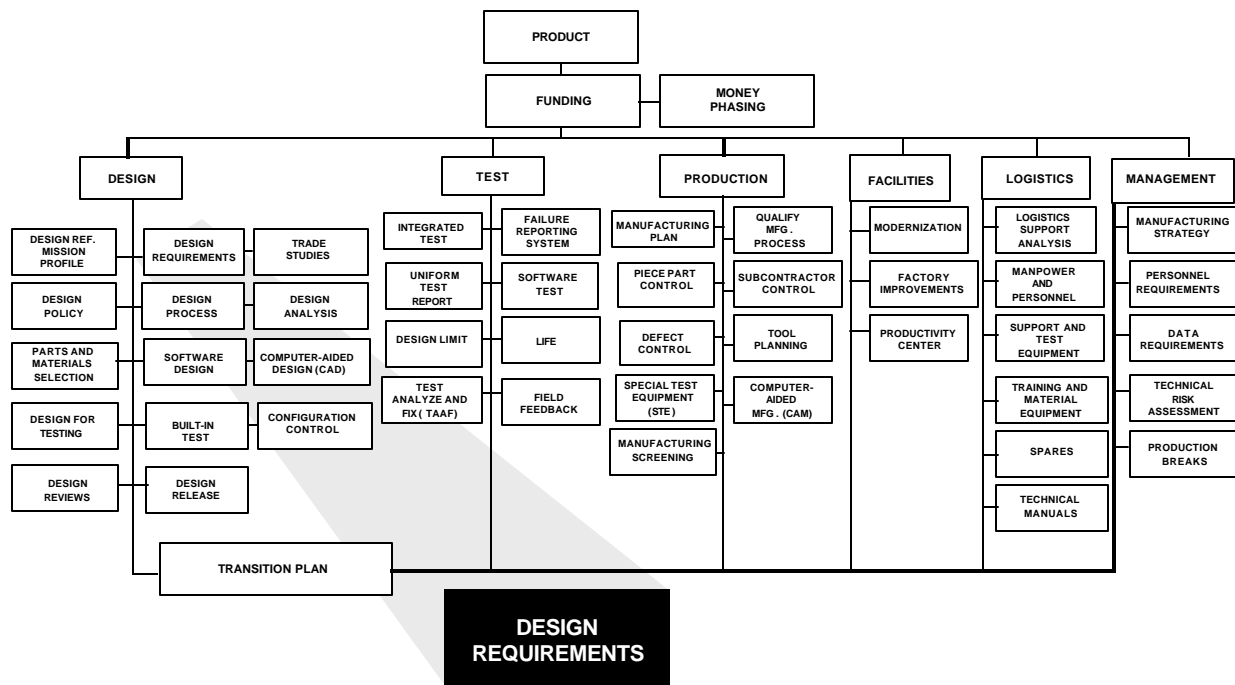 PRODUCT
FUNDING
MONEY
PHASING
DESIGN
TEST
PRODUCTION
FACILITIES
LOGISTICS
MANAGEMENT
DESIGN REF.
MISSION
PROFILE
DESIGN
REQUIREMENTS
TRADE
STUDIES
DESIGN
POLICY
DESIGN
PROCESS
DESIGN
ANALYSIS
PARTS AND
MATERIALS
SELECTION
SOFTWARE
DESIGN
COMPUTER-AIDED
DESIGN (CAD)
DESIGN FOR
TESTING
BUILT-IN
TEST
CONFIGURATION
CONTROL
DESIGN
REVIEWS
DESIGN
RELEASE
INTEGRATED
TEST
FAILURE
REPORTING
SYSTEM
UNIFORM
TEST
REPORT
SOFTWARE
TEST
DESIGN LIMIT
LIFE
TEST
ANALYZE AND
FIX ( TAAF)
FIELD
FEEDBACK
MANUFACTURING
PLAN
QUALIFY
MFG .
PROCESS
PIECE PART
CONTROL
SUBCONTRACTOR
CONTROL
DEFECT
CONTROL
TOOL
PLANNING
SPECIAL TEST
EQUIPMENT
(STE)
COMPUTER-
AIDED
MFG. (CAM)
MANUFACTURING
SCREENING
MODERNIZATION
FACTORY
IMPROVEMENTS
PRODUCTIVITY
CENTER
LOGISTICS
SUPPORT
ANALYSIS
MANPOWER
AND
PERSONNEL
SUPPORT AND
TEST
EQUIPMENT
TRAINING AND
MATERIAL
EQUIPMENT
SPARES
TECHNICAL
MANUALS
MANUFACTURING
STRATEGY
PERSONNEL
REQUIREMENTS
DATA
REQUIREMENTS
TECHNICAL
RISK
ASSESSMENT
PRODUCTION
BREAKS
TRANSITION PLAN
DESIGN
REQUIREMENTS